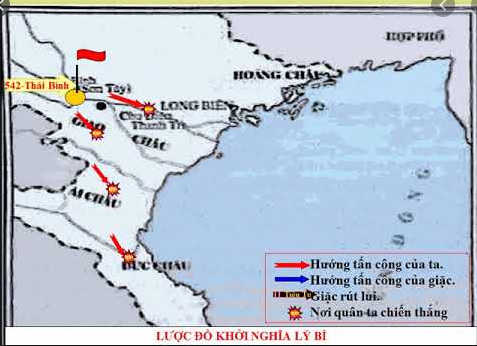 HỢP PHỐ
HOÀNG CHÂU
542-Thái Bình
(Sơn Tây)
LONG BIÊN
Chu Diên
Thanh Trì
GIAO
CHÂU
ÁI CHÂU
ĐỨC CHÂU
Hướng tấn công của ta.
Hướng tấn công của giặc.
Giặc rút lui.
Nơi quân ta chiến thắng
LƯỢC ĐỒ KHỞI NGHĨA LÝ BÍ